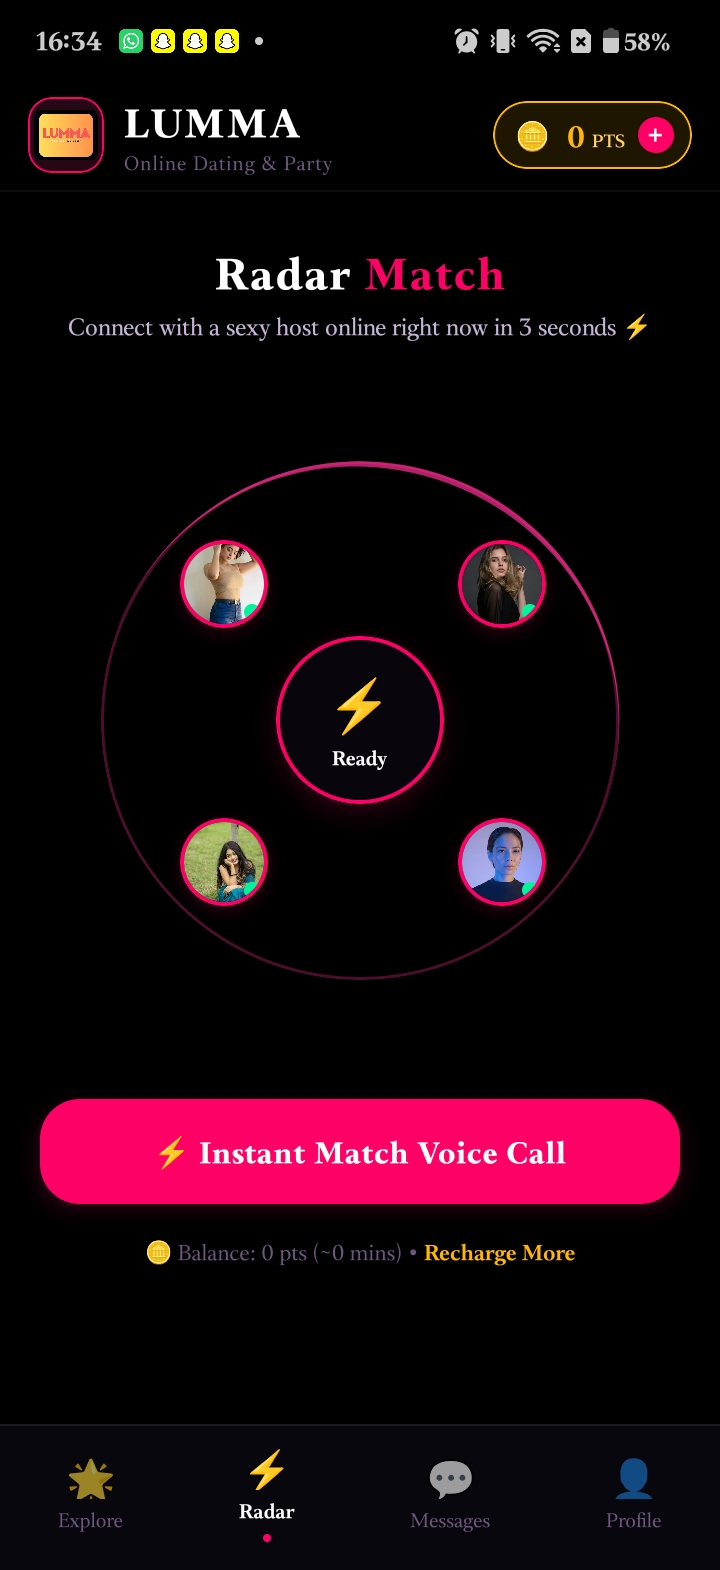 16:34
58%
LUMMA
LUMMA
Online Dating & Party
0 PTS +
Radar Match
Connect with a sexy host online right now in 3 seconds ⚡
Ready
⚡ Instant Match Voice Call
Balance: 0 pts (~0 mins) • Recharge More
Explore
Radar
Messages
Profile